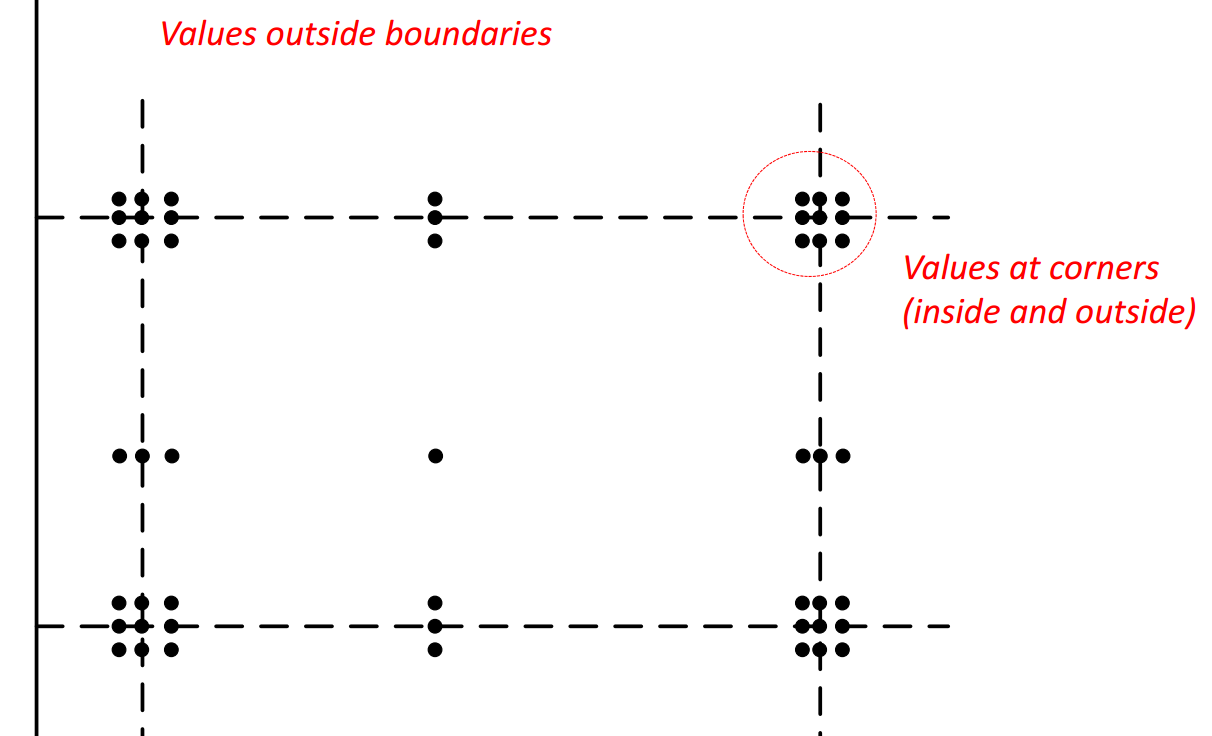 Values outside boundaries
Values at corners
(inside and outside)